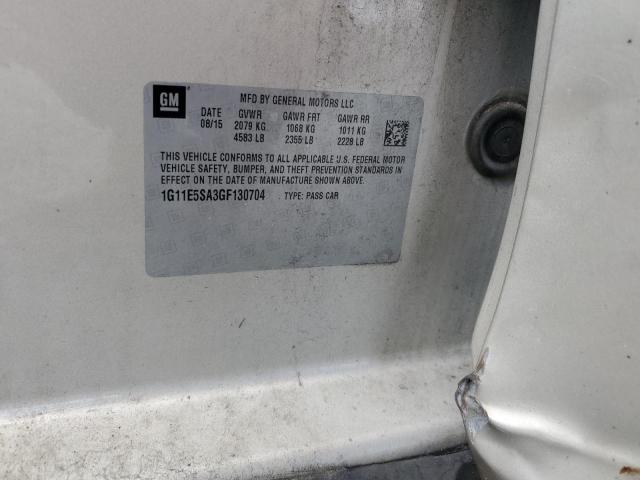 GM
MFD BY GENERAL MOTORS LLC
DATE GVWR GAWR FRT GAWR RR
08/15 2079 KG 1068 KG 1011 KG
4583 LB 2355 LB 2228 LB
THIS VEHICLE CONFORMS TO ALL APPLICABLE U.S. FEDERAL MOTOR
VEHICLE SAFETY, BUMPER, AND THEFT PREVENTION STANDARDS
IN EFFECT ON THE DATE OF MANUFACTURE SHOWN ABOVE.
1G11E5SA3GF130704 TYPE: PASS CAR